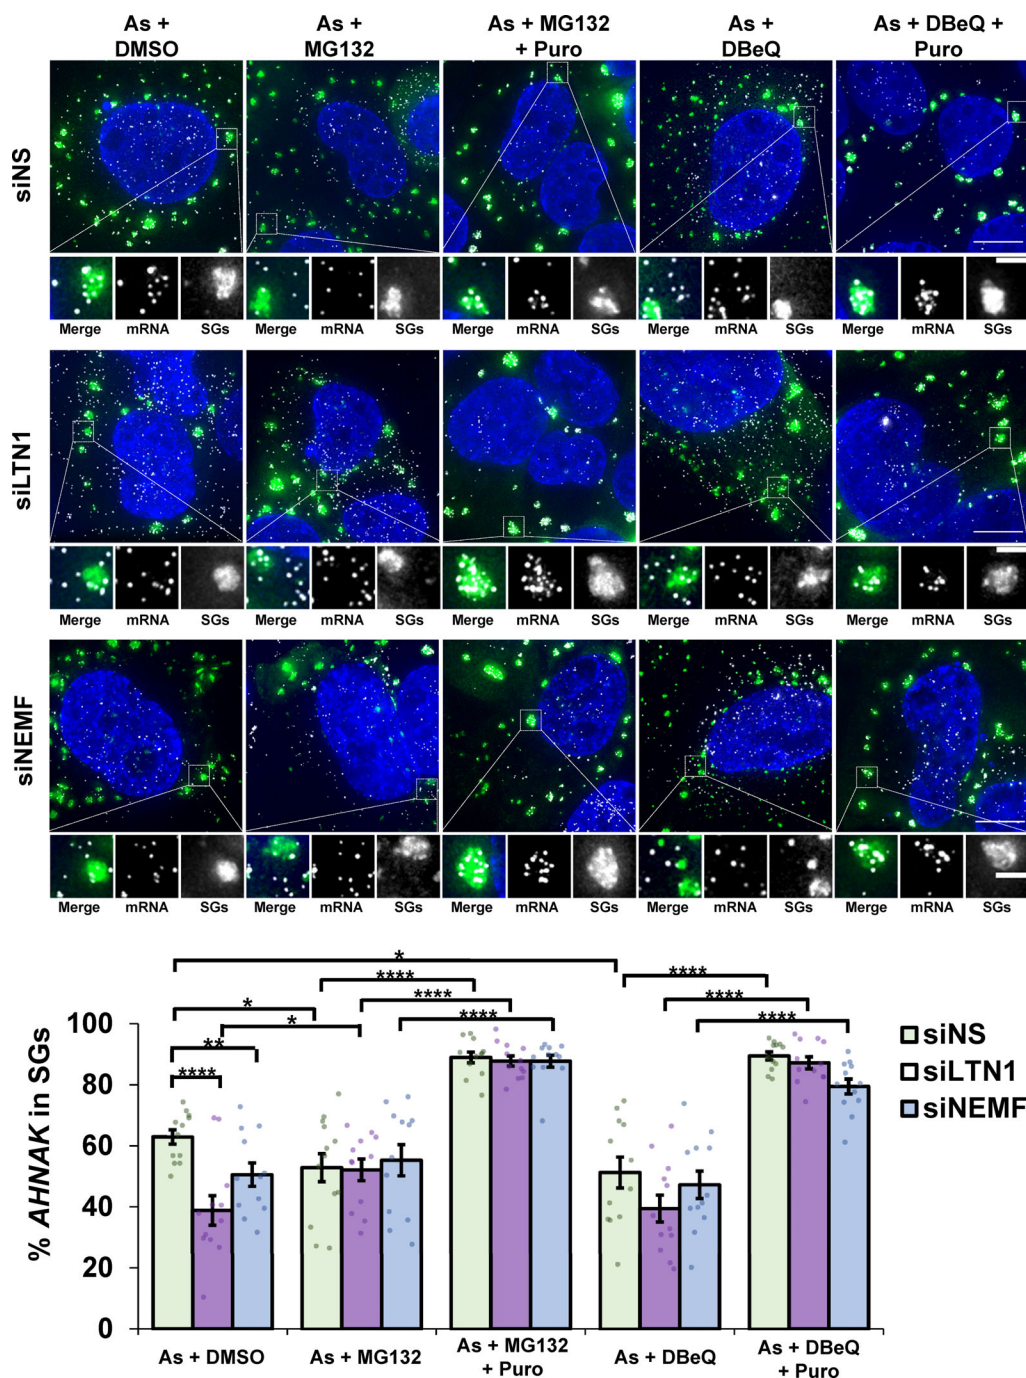 As +
DMSO
As +
MG132
As + MG132
+ Puro
As +
DBeQ
As + DBeQ +
Puro
siNS
Merge mRNA SGs Merge mRNA SGs Merge mRNA SGs Merge mRNA SGs Merge mRNA SGs
siLTN1
Merge mRNA SGs Merge mRNA SGs Merge mRNA SGs Merge mRNA SGs Merge mRNA SGs
siNEMF
Merge mRNA SGs Merge mRNA SGs Merge mRNA SGs Merge mRNA SGs Merge mRNA SGs
*
**** ****
* **** ****
* **** ****
**
****
% AHNAK in SGs
100
80
60
40
20
0
siNS
siLTN1
siNEMF
As + DMSO
As + MG132
As + MG132
+ Puro
As + DBeQ
As + DBeQ
+ Puro